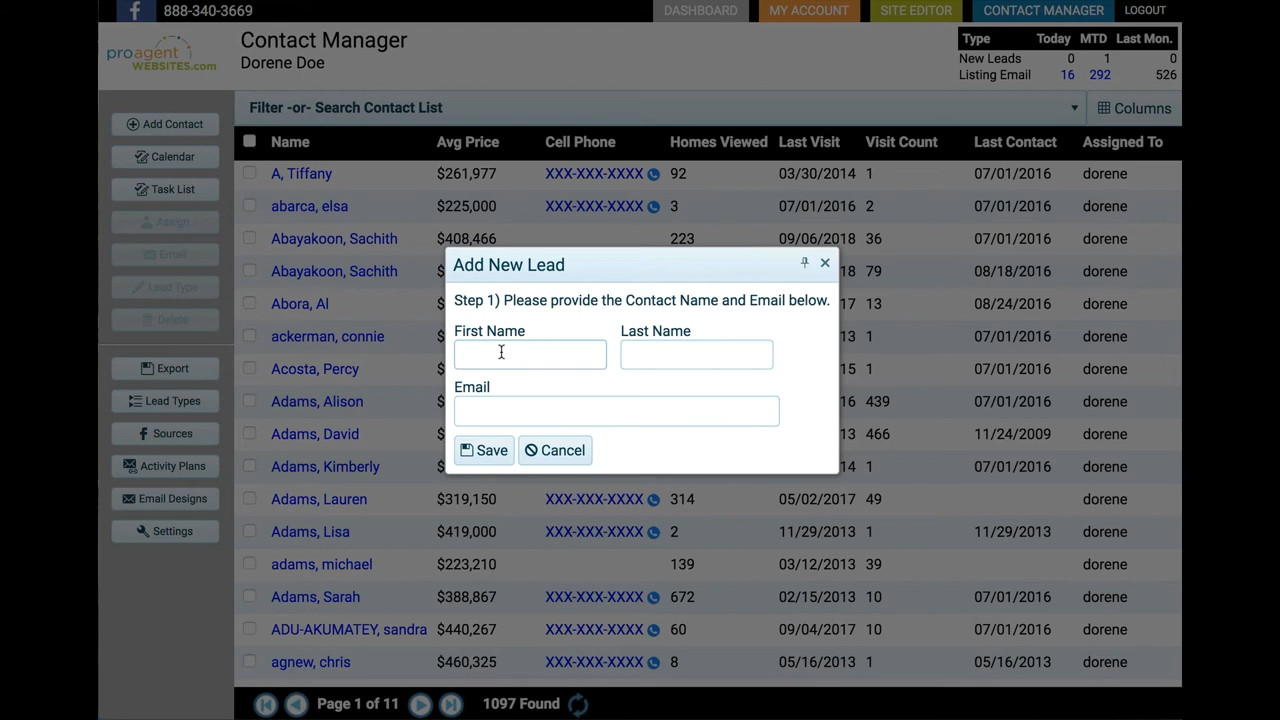 888-340-3669 DASHBOARD MY ACCOUNT SITE EDITOR CONTACT MANAGER LOGOUT
proagent
WEBSITES.com
Contact Manager
Dorene Doe
Type Today MTD Last Mon.
New Leads 0 1 0
Listing Email 16 292 526
Add Contact
Calendar
Task List
Assign
Email
Lead Type
Delete
Export
Lead Types
Sources
Activity Plans
Email Designs
Settings
Filter -or- Search Contact List
Columns
Name Avg Price Cell Phone Homes Viewed Last Visit Visit Count Last Contact Assigned To
A, Tiffany $261,977 XXX-XXX-XXXX 92 03/30/2014 1 07/01/2016 dorene
abarca, elsa $225,000 XXX-XXX-XXXX 3 07/01/2016 2 07/01/2016 dorene
Abayakoon, Sachith $408,466 223 09/06/2018 36 07/01/2016 dorene
Abayakoon, Sachith $ 18 79 08/18/2016 dorene
Abora, Al $ 17 13 08/24/2016 dorene
ackerman, connie $ 13 1 07/01/2016 dorene
Acosta, Percy $ 15 1 07/01/2016 dorene
Adams, Alison $ 16 439 07/01/2016 dorene
Adams, David $ 13 466 11/24/2009 dorene
Adams, Kimberly $ 14 1 07/01/2016 dorene
Adams, Lauren $319,150 XXX-XXX-XXXX 314 05/02/2017 49 07/01/2016 dorene
Adams, Lisa $419,000 XXX-XXX-XXXX 2 11/29/2013 1 11/29/2013 dorene
adams, michael $223,210 139 03/12/2013 39 07/01/2016 dorene
Adams, Sarah $388,867 XXX-XXX-XXXX 672 02/15/2013 10 07/01/2016 dorene
ADU-AKUMATEY, sandra $440,267 XXX-XXX-XXXX 60 09/04/2017 10 07/01/2016 dorene
agnew, chris $460,325 XXX-XXX-XXXX 8 05/16/2013 1 05/16/2013 dorene
Add New Lead
Step 1) Please provide the Contact Name and Email below.
First Name Last Name
Email
Save Cancel
Page 1 of 11 1097 Found